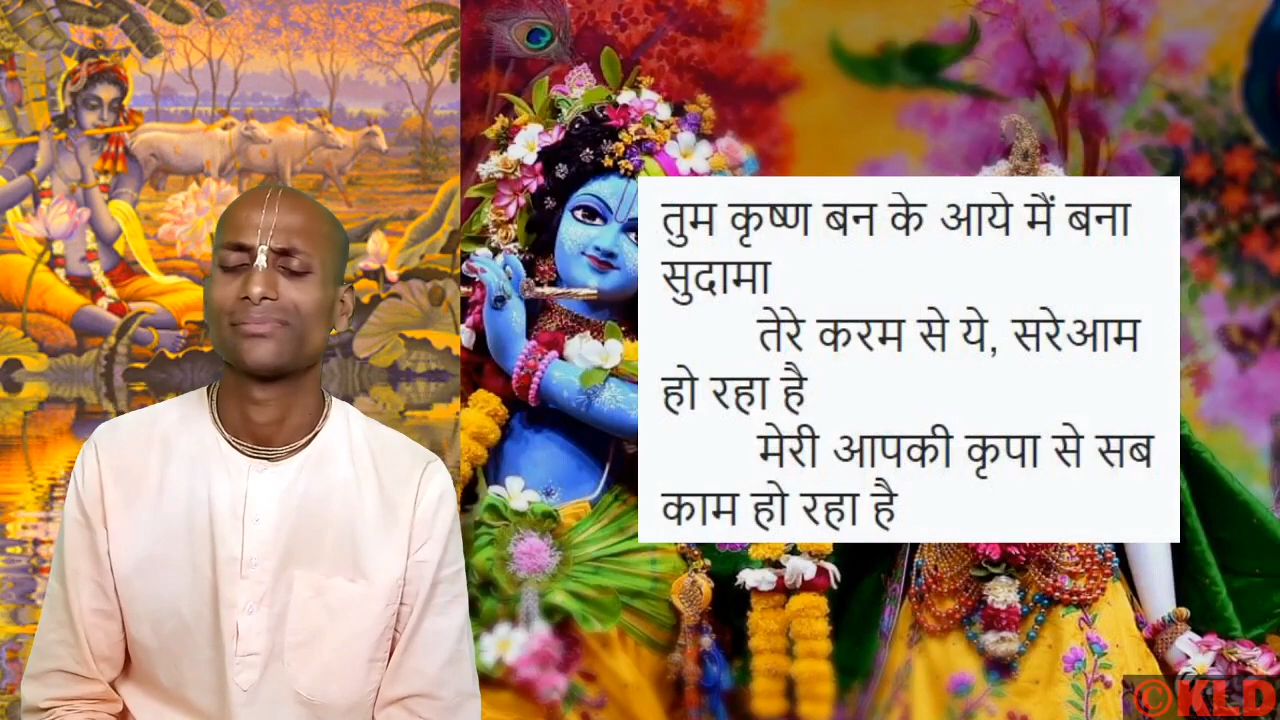 तुम कृष्ण बन के आये मैं बना
सुदामा
तेरे करम से ये, सरेआम
हो रहा है
मेरी आपकी कृपा से सब
काम हो रहा है
©KLD